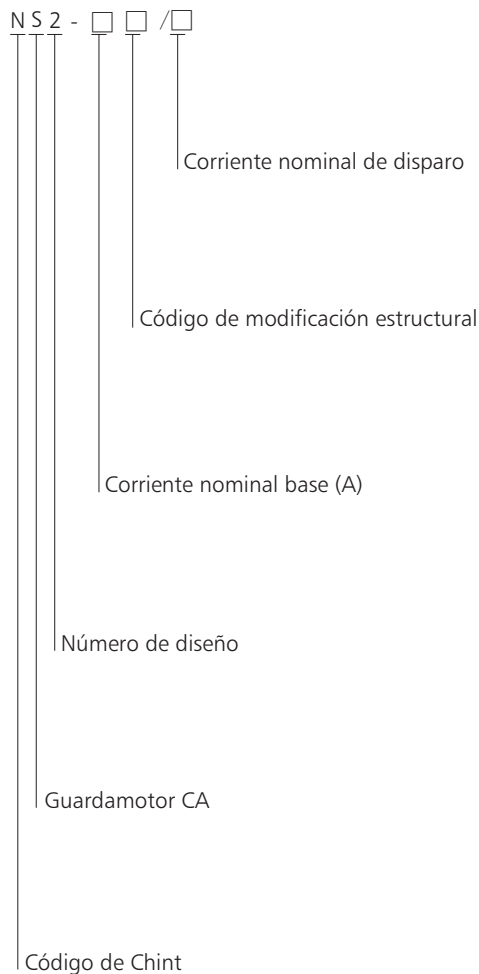 N S 2 - □ □ /□
Corriente nominal de disparo
Código de modificación estructural
Corriente nominal base (A)
Número de diseño
Guardamotor CA
Código de Chint